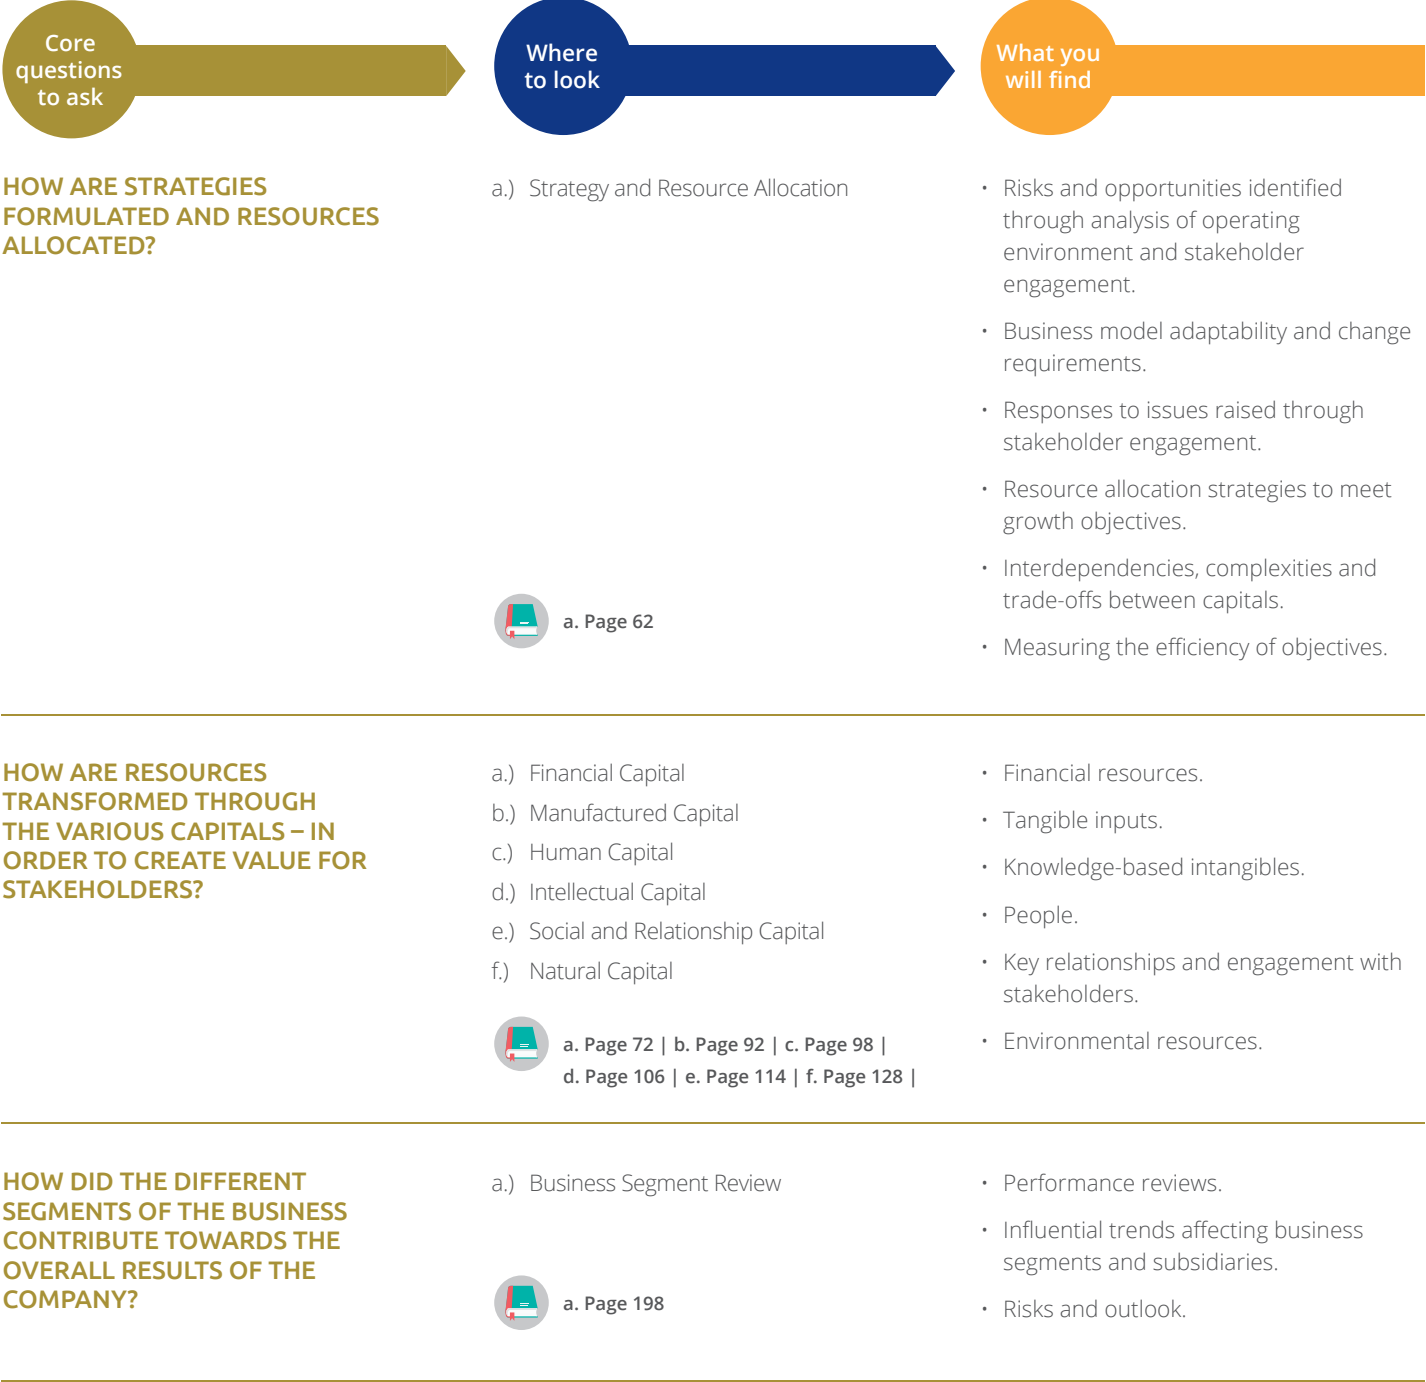 Core
questions
to ask
Where
to look
What you
will find
HOW ARE STRATEGIES
FORMULATED AND RESOURCES
ALLOCATED?
a.) Strategy and Resource Allocation
a. Page 62
• Risks and opportunities identified
through analysis of operating
environment and stakeholder
engagement.
• Business model adaptability and change
requirements.
• Responses to issues raised through
stakeholder engagement.
• Resource allocation strategies to meet
growth objectives.
• Interdependencies, complexities and
trade-offs between capitals.
• Measuring the efficiency of objectives.
HOW ARE RESOURCES
TRANSFORMED THROUGH
THE VARIOUS CAPITALS – IN
ORDER TO CREATE VALUE FOR
STAKEHOLDERS?
a.) Financial Capital
b.) Manufactured Capital
c.) Human Capital
d.) Intellectual Capital
e.) Social and Relationship Capital
f.) Natural Capital
a. Page 72 | b. Page 92 | c. Page 98 |
d. Page 106 | e. Page 114 | f. Page 128 |
• Financial resources.
• Tangible inputs.
• Knowledge-based intangibles.
• People.
• Key relationships and engagement with
stakeholders.
• Environmental resources.
HOW DID THE DIFFERENT
SEGMENTS OF THE BUSINESS
CONTRIBUTE TOWARDS THE
OVERALL RESULTS OF THE
COMPANY?
a.) Business Segment Review
a. Page 198
• Performance reviews.
• Influential trends affecting business
segments and subsidiaries.
• Risks and outlook.